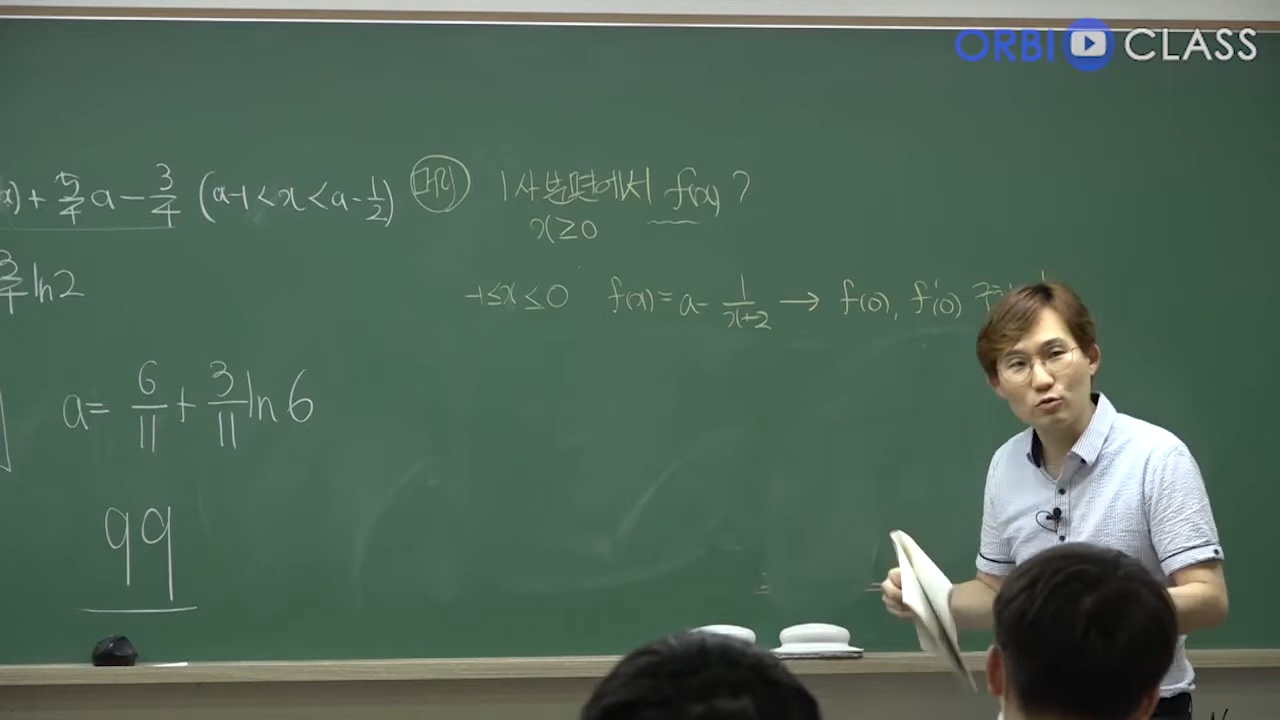 ORBI CLASS
x) + 5/4 a - 3/4 (a-1 < x < a - 1/2)
3/4 ln2
a = 6/11 + 3/11 ln 6
99
1사분면에서 f(x)?
x ≥ 0
-1 ≤ x ≤ 0 f(x) = a - 1/(x+2) → f(0), f'(0)